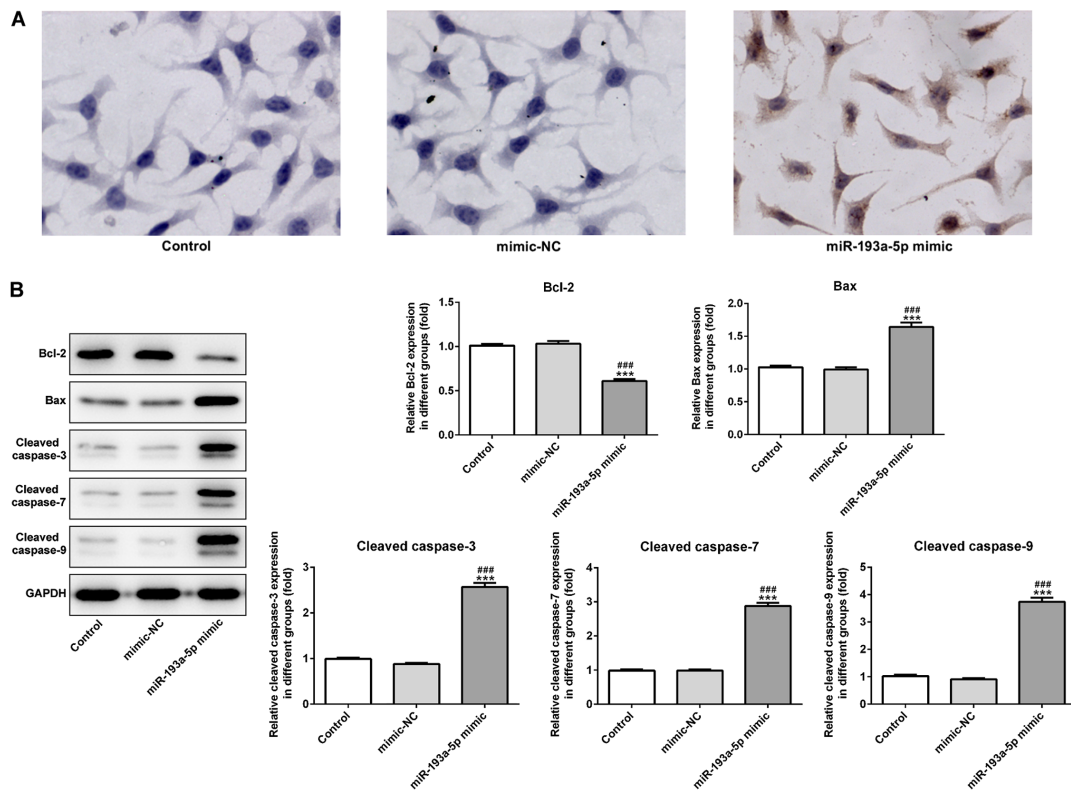 A
Control
mimic-NC
miR-193a-5p mimic
B
Bcl-2
Bax
Cleaved
caspase-3
Cleaved
caspase-7
Cleaved
caspase-9
GAPDH
Control
mimic-NC
miR-193a-5p mimic
Bcl-2
Relative Bcl-2 expression
in different groups (fold)
1.5
1.0
0.5
0.0
###
***
Control
mimic-NC
miR-193a-5p mimic
Bax
Relative Bax expression
in different groups (fold)
2.0
1.5
1.0
0.5
0.0
###
***
Control
mimic-NC
miR-193a-5p mimic
Cleaved caspase-3
Relative cleaved caspase-3 expression
in different groups (fold)
3
2
1
0
###
***
Control
mimic-NC
miR-193a-5p mimic
Cleaved caspase-7
Relative cleaved caspase-7 expression
in different groups (fold)
4
3
2
1
0
###
***
Control
mimic-NC
miR-193a-5p mimic
Cleaved caspase-9
Relative cleaved caspase-9 expression
in different groups (fold)
5
4
3
2
1
0
###
***
Control
mimic-NC
miR-193a-5p mimic